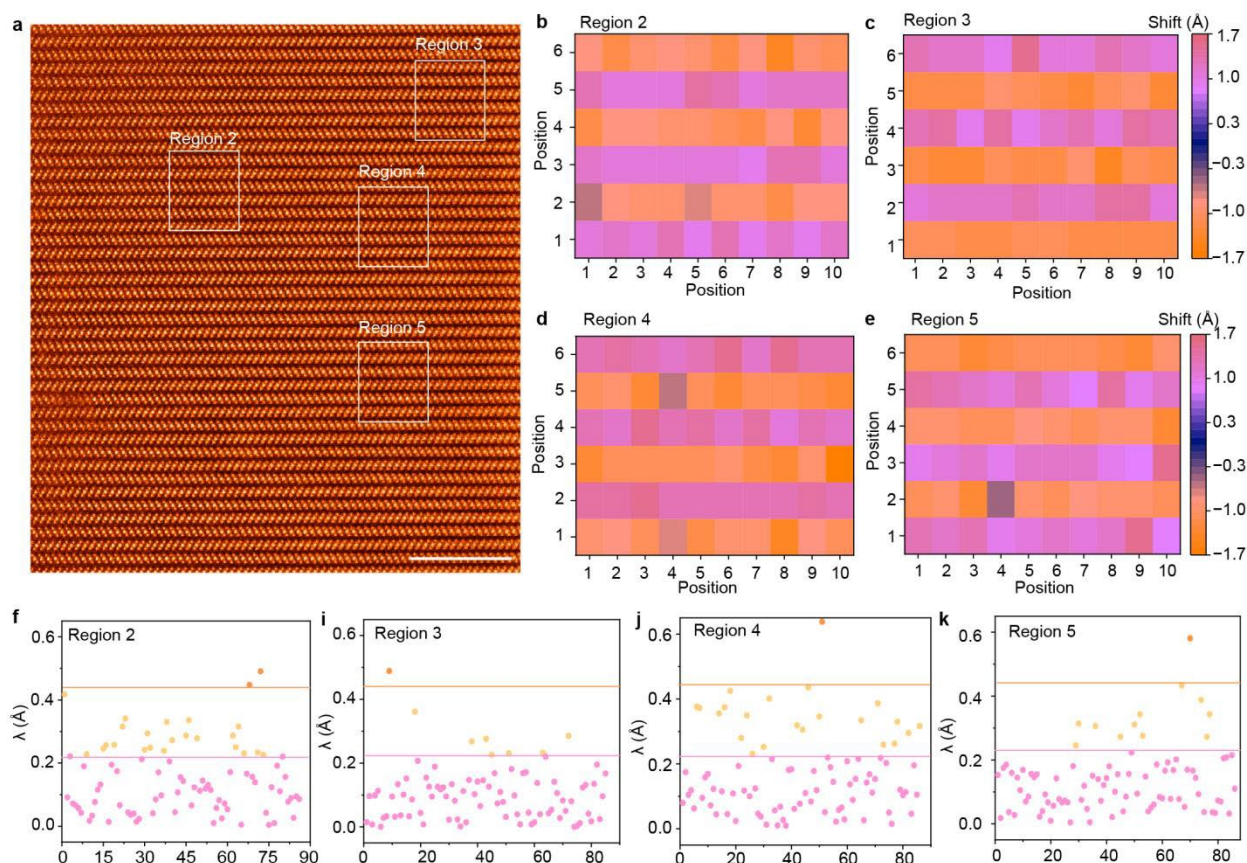 a
Region 3
Region 2
Region 4
Region 5
b Region 2
6
5
4
3
2
1
Position
1 2 3 4 5 6 7 8 9 10
Position
c Region 3
6
5
4
3
2
1
Position
1 2 3 4 5 6 7 8 9 10
Position
Shift (Å)
1.7
1.0
0.3
−0.3
−1.0
−1.7
d Region 4
6
5
4
3
2
1
Position
1 2 3 4 5 6 7 8 9 10
Position
e Region 5
6
5
4
3
2
1
Position
1 2 3 4 5 6 7 8 9 10
Position
Shift (Å)
1.7
1.0
0.3
−0.3
−1.0
−1.7
f Region 2
0.6
0.4
0.2
0.0
λ (Å)
0 15 30 45 60 75 90
i Region 3
0.6
0.4
0.2
0.0
λ (Å)
0 20 40 60 80
j Region 4
0.6
0.4
0.2
0.0
λ (Å)
0 20 40 60 80
k Region 5
0.6
0.4
0.2
0.0
λ (Å)
0 20 40 60 80